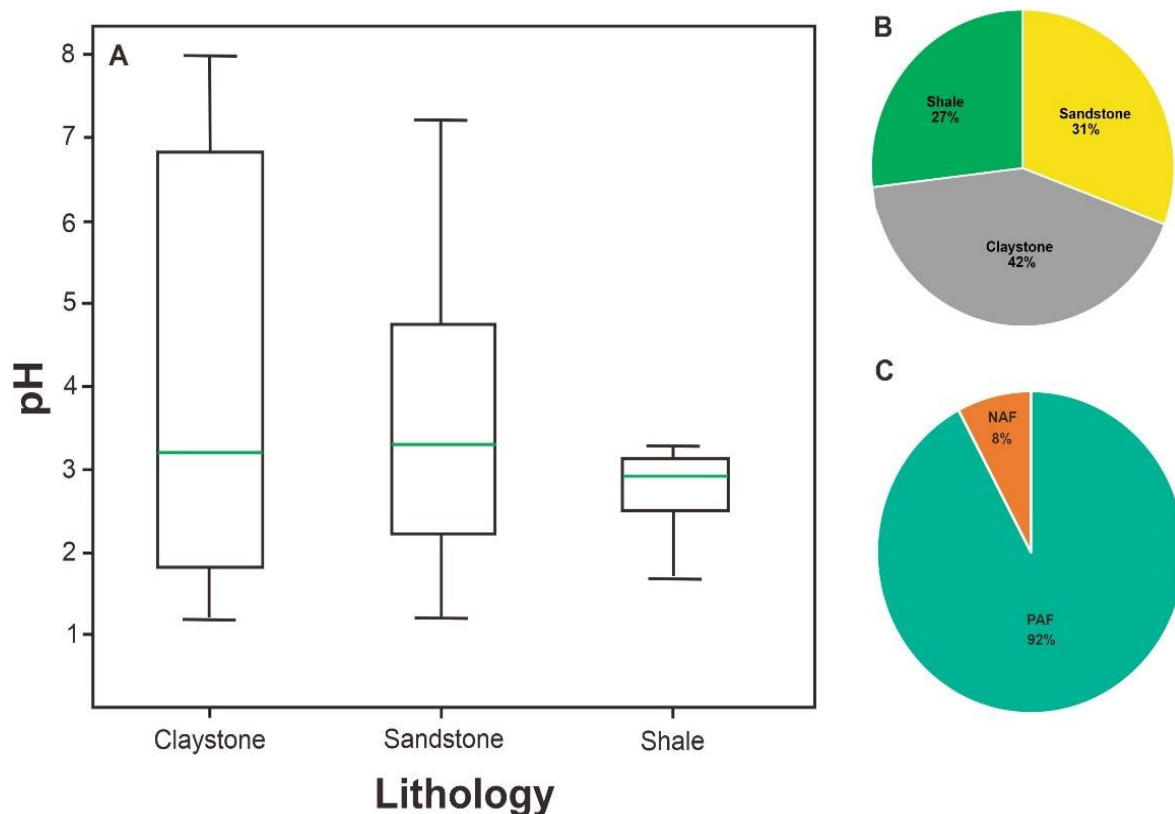 A
8
7
6
5
4
3
2
1
pH
Claystone
Sandstone
Shale
Lithology
B
Shale
27%
Sandstone
31%
Claystone
42%
C
NAF
8%
PAF
92%